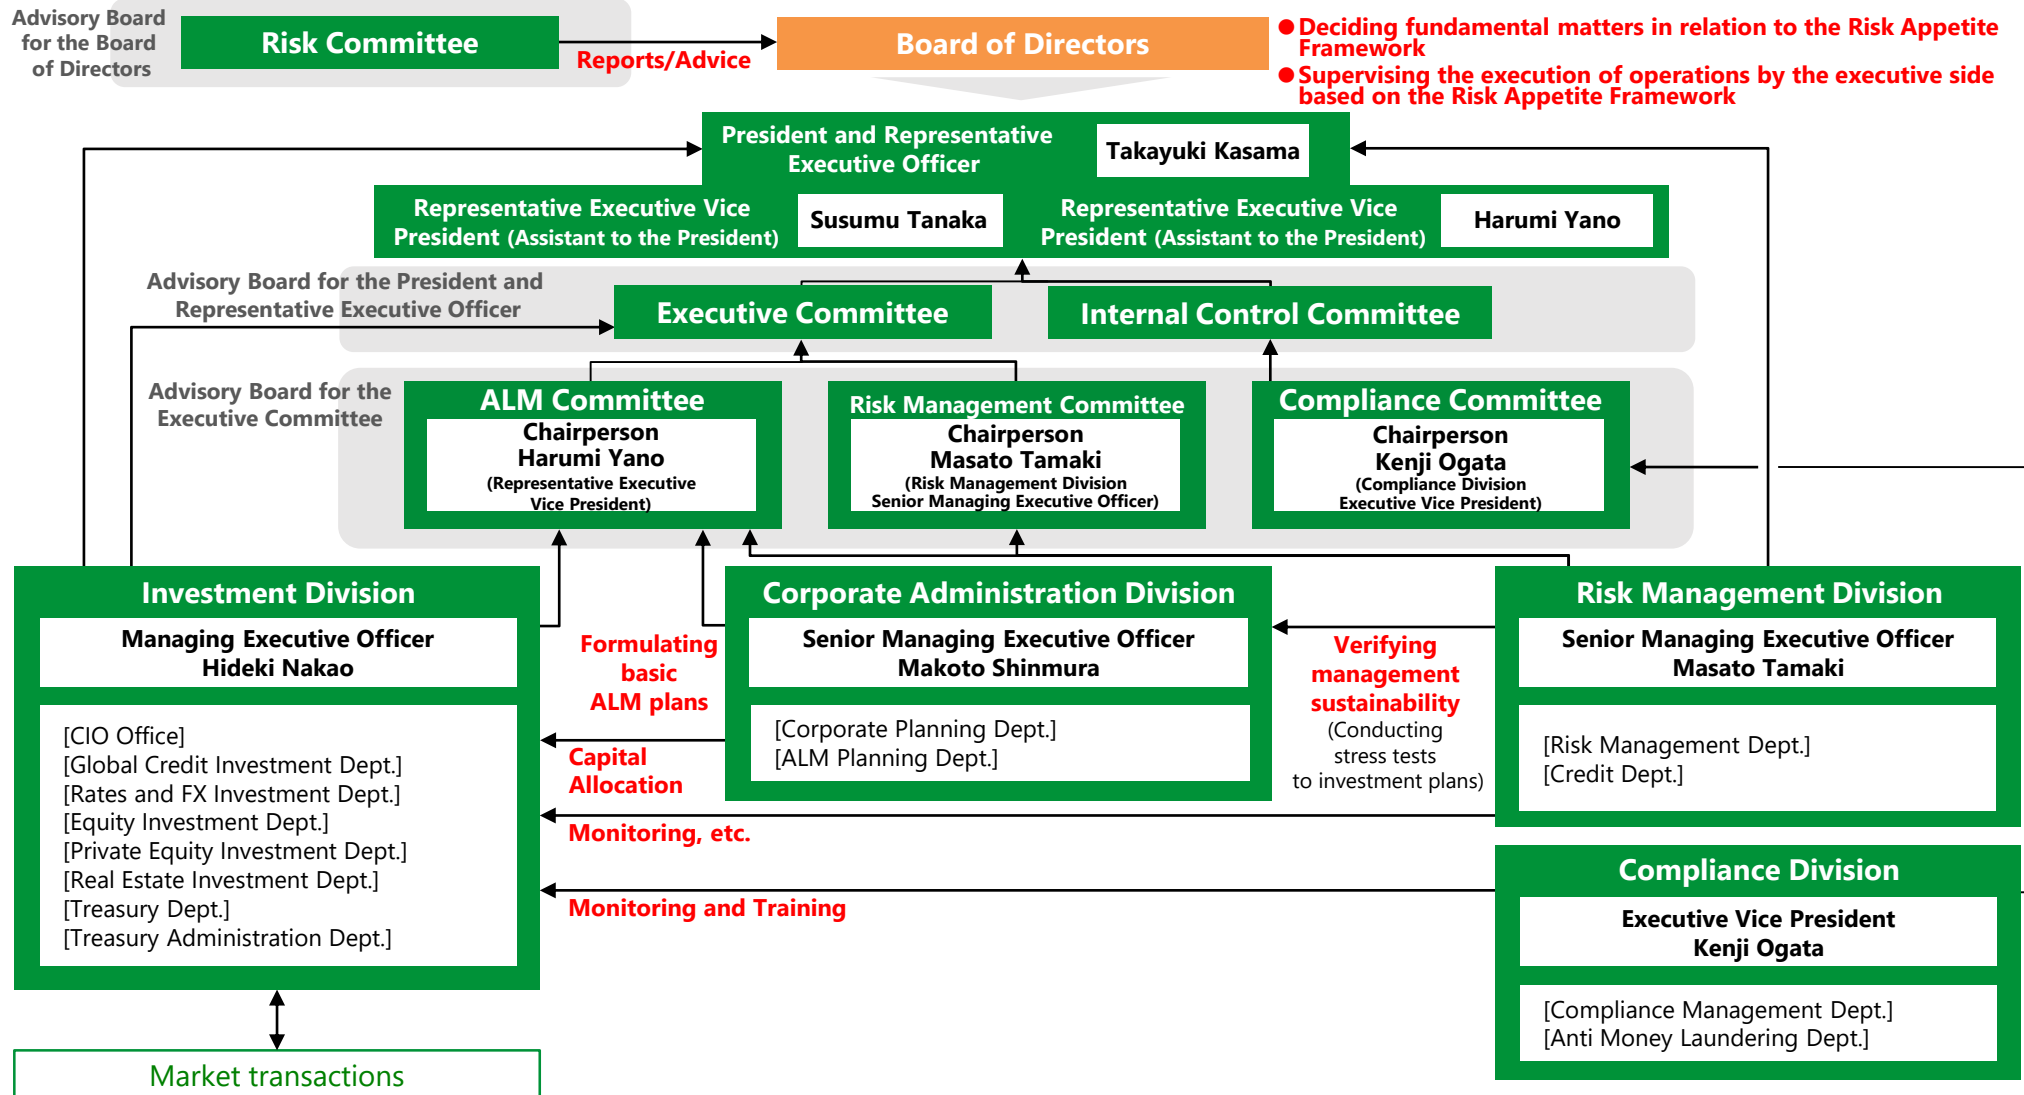 Advisory Board
for the Board
of Directors
Risk Committee
Reports/Advice
Board of Directors
● Deciding fundamental matters in relation to the Risk Appetite
Framework
● Supervising the execution of operations by the executive side
based on the Risk Appetite Framework
President and Representative
Executive Officer
Takayuki Kasama
Representative Executive Vice
President (Assistant to the President)
Susumu Tanaka
Representative Executive Vice
President (Assistant to the President)
Harumi Yano
Advisory Board for the President and
Representative Executive Officer
Executive Committee
Internal Control Committee
Advisory Board for the
Executive Committee
ALM Committee
Chairperson
Harumi Yano
(Representative Executive
Vice President)
Risk Management Committee
Chairperson
Masato Tamaki
(Risk Management Division
Senior Managing Executive Officer)
Compliance Committee
Chairperson
Kenji Ogata
(Compliance Division
Executive Vice President)
Investment Division
Managing Executive Officer
Hideki Nakao
[CIO Office]
[Global Credit Investment Dept.]
[Rates and FX Investment Dept.]
[Equity Investment Dept.]
[Private Equity Investment Dept.]
[Real Estate Investment Dept.]
[Treasury Dept.]
[Treasury Administration Dept.]
Formulating
basic
ALM plans
Capital
Allocation
Monitoring, etc.
Monitoring and Training
Corporate Administration Division
Senior Managing Executive Officer
Makoto Shinmura
[Corporate Planning Dept.]
[ALM Planning Dept.]
Verifying
management
sustainability
(Conducting
stress tests
to investment plans)
Risk Management Division
Senior Managing Executive Officer
Masato Tamaki
[Risk Management Dept.]
[Credit Dept.]
Compliance Division
Executive Vice President
Kenji Ogata
[Compliance Management Dept.]
[Anti Money Laundering Dept.]
Market transactions